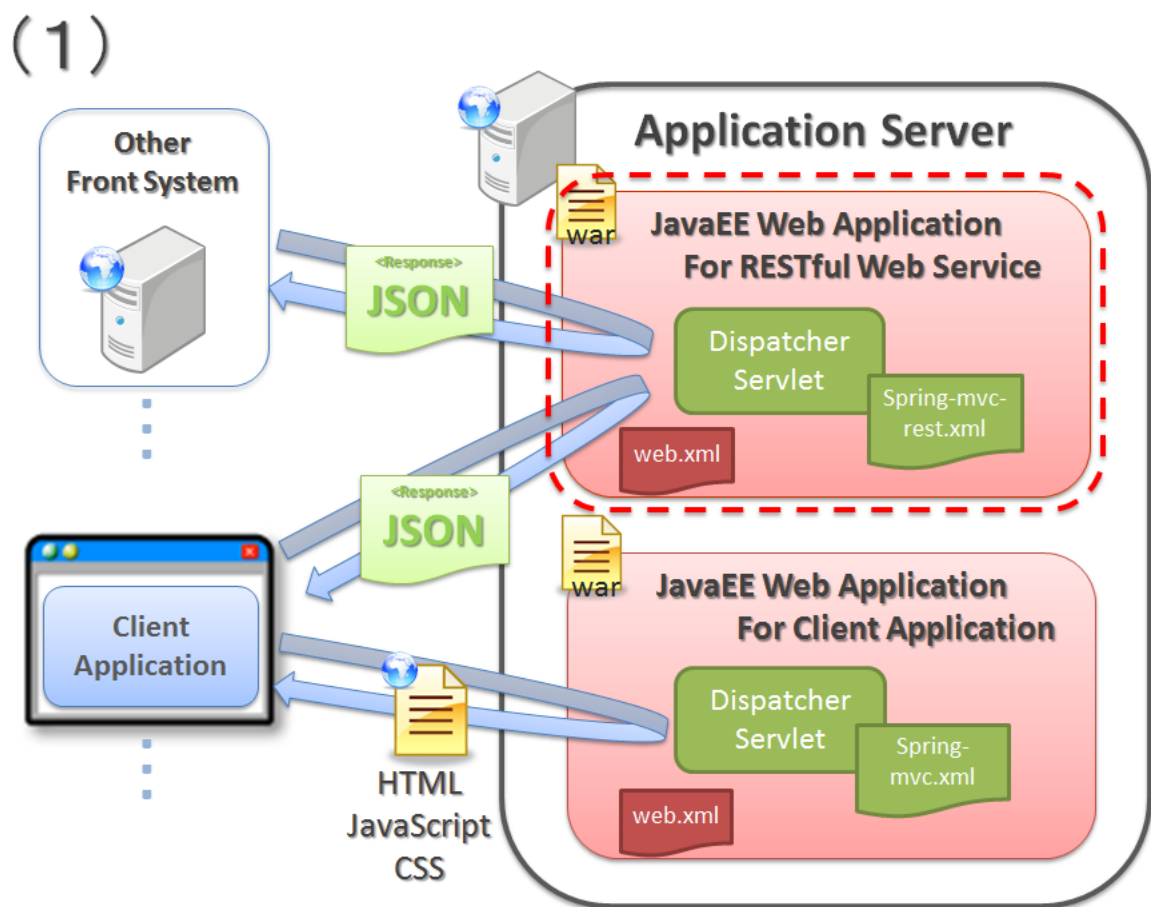 （1）
Other
Front System
Application Server
war
JavaEE Web Application
For RESTful Web Service
<Response>
JSON
Dispatcher
Servlet
Spring-mvc-
rest.xml
web.xml
<Response>
JSON
war
JavaEE Web Application
For Client Application
Client
Application
Dispatcher
Servlet
Spring-
mvc.xml
web.xml
HTML
JavaScript
CSS